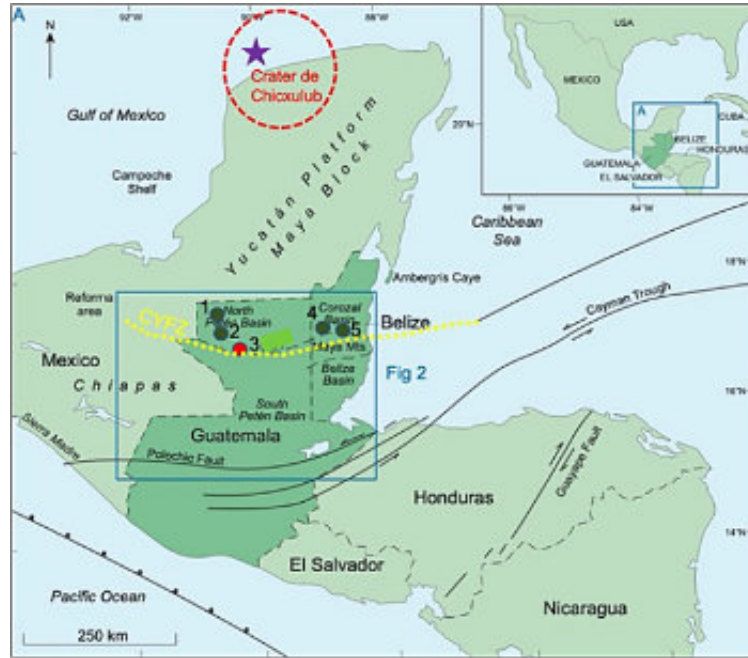 A
92°W
90°W
88°W
N
Crater de
Chicxulub
Gulf of Mexico
USA
MEXICO
CUBA
A
BELIZE
HONDURAS
GUATEMALA
EL SALVADOR
20°N
Campeche
Shelf
Yucatán Platform
Maya Block
86°W
84°W
Caribbean
Sea
18°N
Ambergris Caye
Reforma
area
CYFZ
1
North
Petén Basin
2
3
4
Corozal
Basin
5
Belize
Maya Mts.
Cayman Trough
Mexico
Chiapas
Belize
Basin
Fig 2
16°N
South
Petén Basin
Sierra Madre
Guatemala
Polochic Fault
Guayape Fault
Honduras
14°N
El Salvador
Pacific Ocean
Nicaragua
250 km